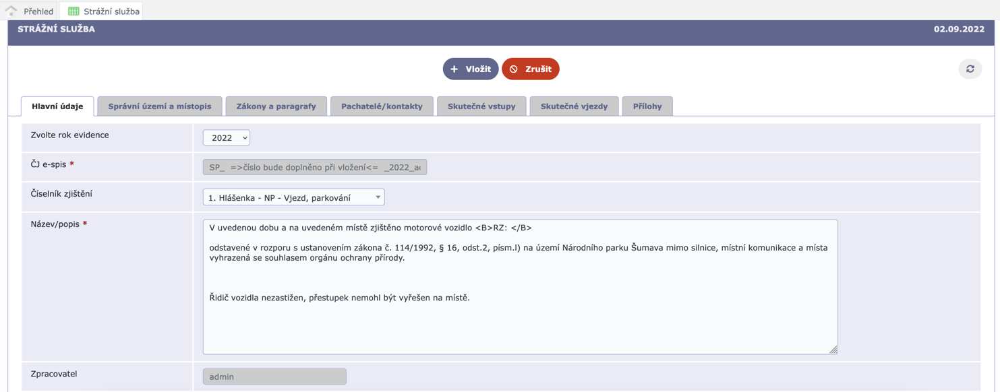 Přehled
Strážní služba
STRÁŽNÍ SLUŽBA
02.09.2022
+ Vložit
Zrušit
Hlavní údaje
Správní území a místopis
Zákony a paragrafy
Pachatelé/kontakty
Skutečné vstupy
Skutečné vjezdy
Přílohy
Zvolte rok evidence
2022
ČJ e-spis *
SP_ =>číslo bude doplněno při vložení<= _2022_ad
Číselník zjištění
1. Hlášenka - NP - Vjezd, parkování
Název/popis *
V uvedenou dobu a na uvedeném místě zjištěno motorové vozidlo <B>RZ: </B>
odstavené v rozporu s ustanovením zákona č. 114/1992, § 16, odst.2, písm.l) na území Národního parku Šumava mimo silnice, místní komunikace a místa
vyhrazená se souhlasem orgánu ochrany přírody.
Řidič vozidla nezastižen, přestupek nemohl být vyřešen na místě.
Zpracovatel
admin